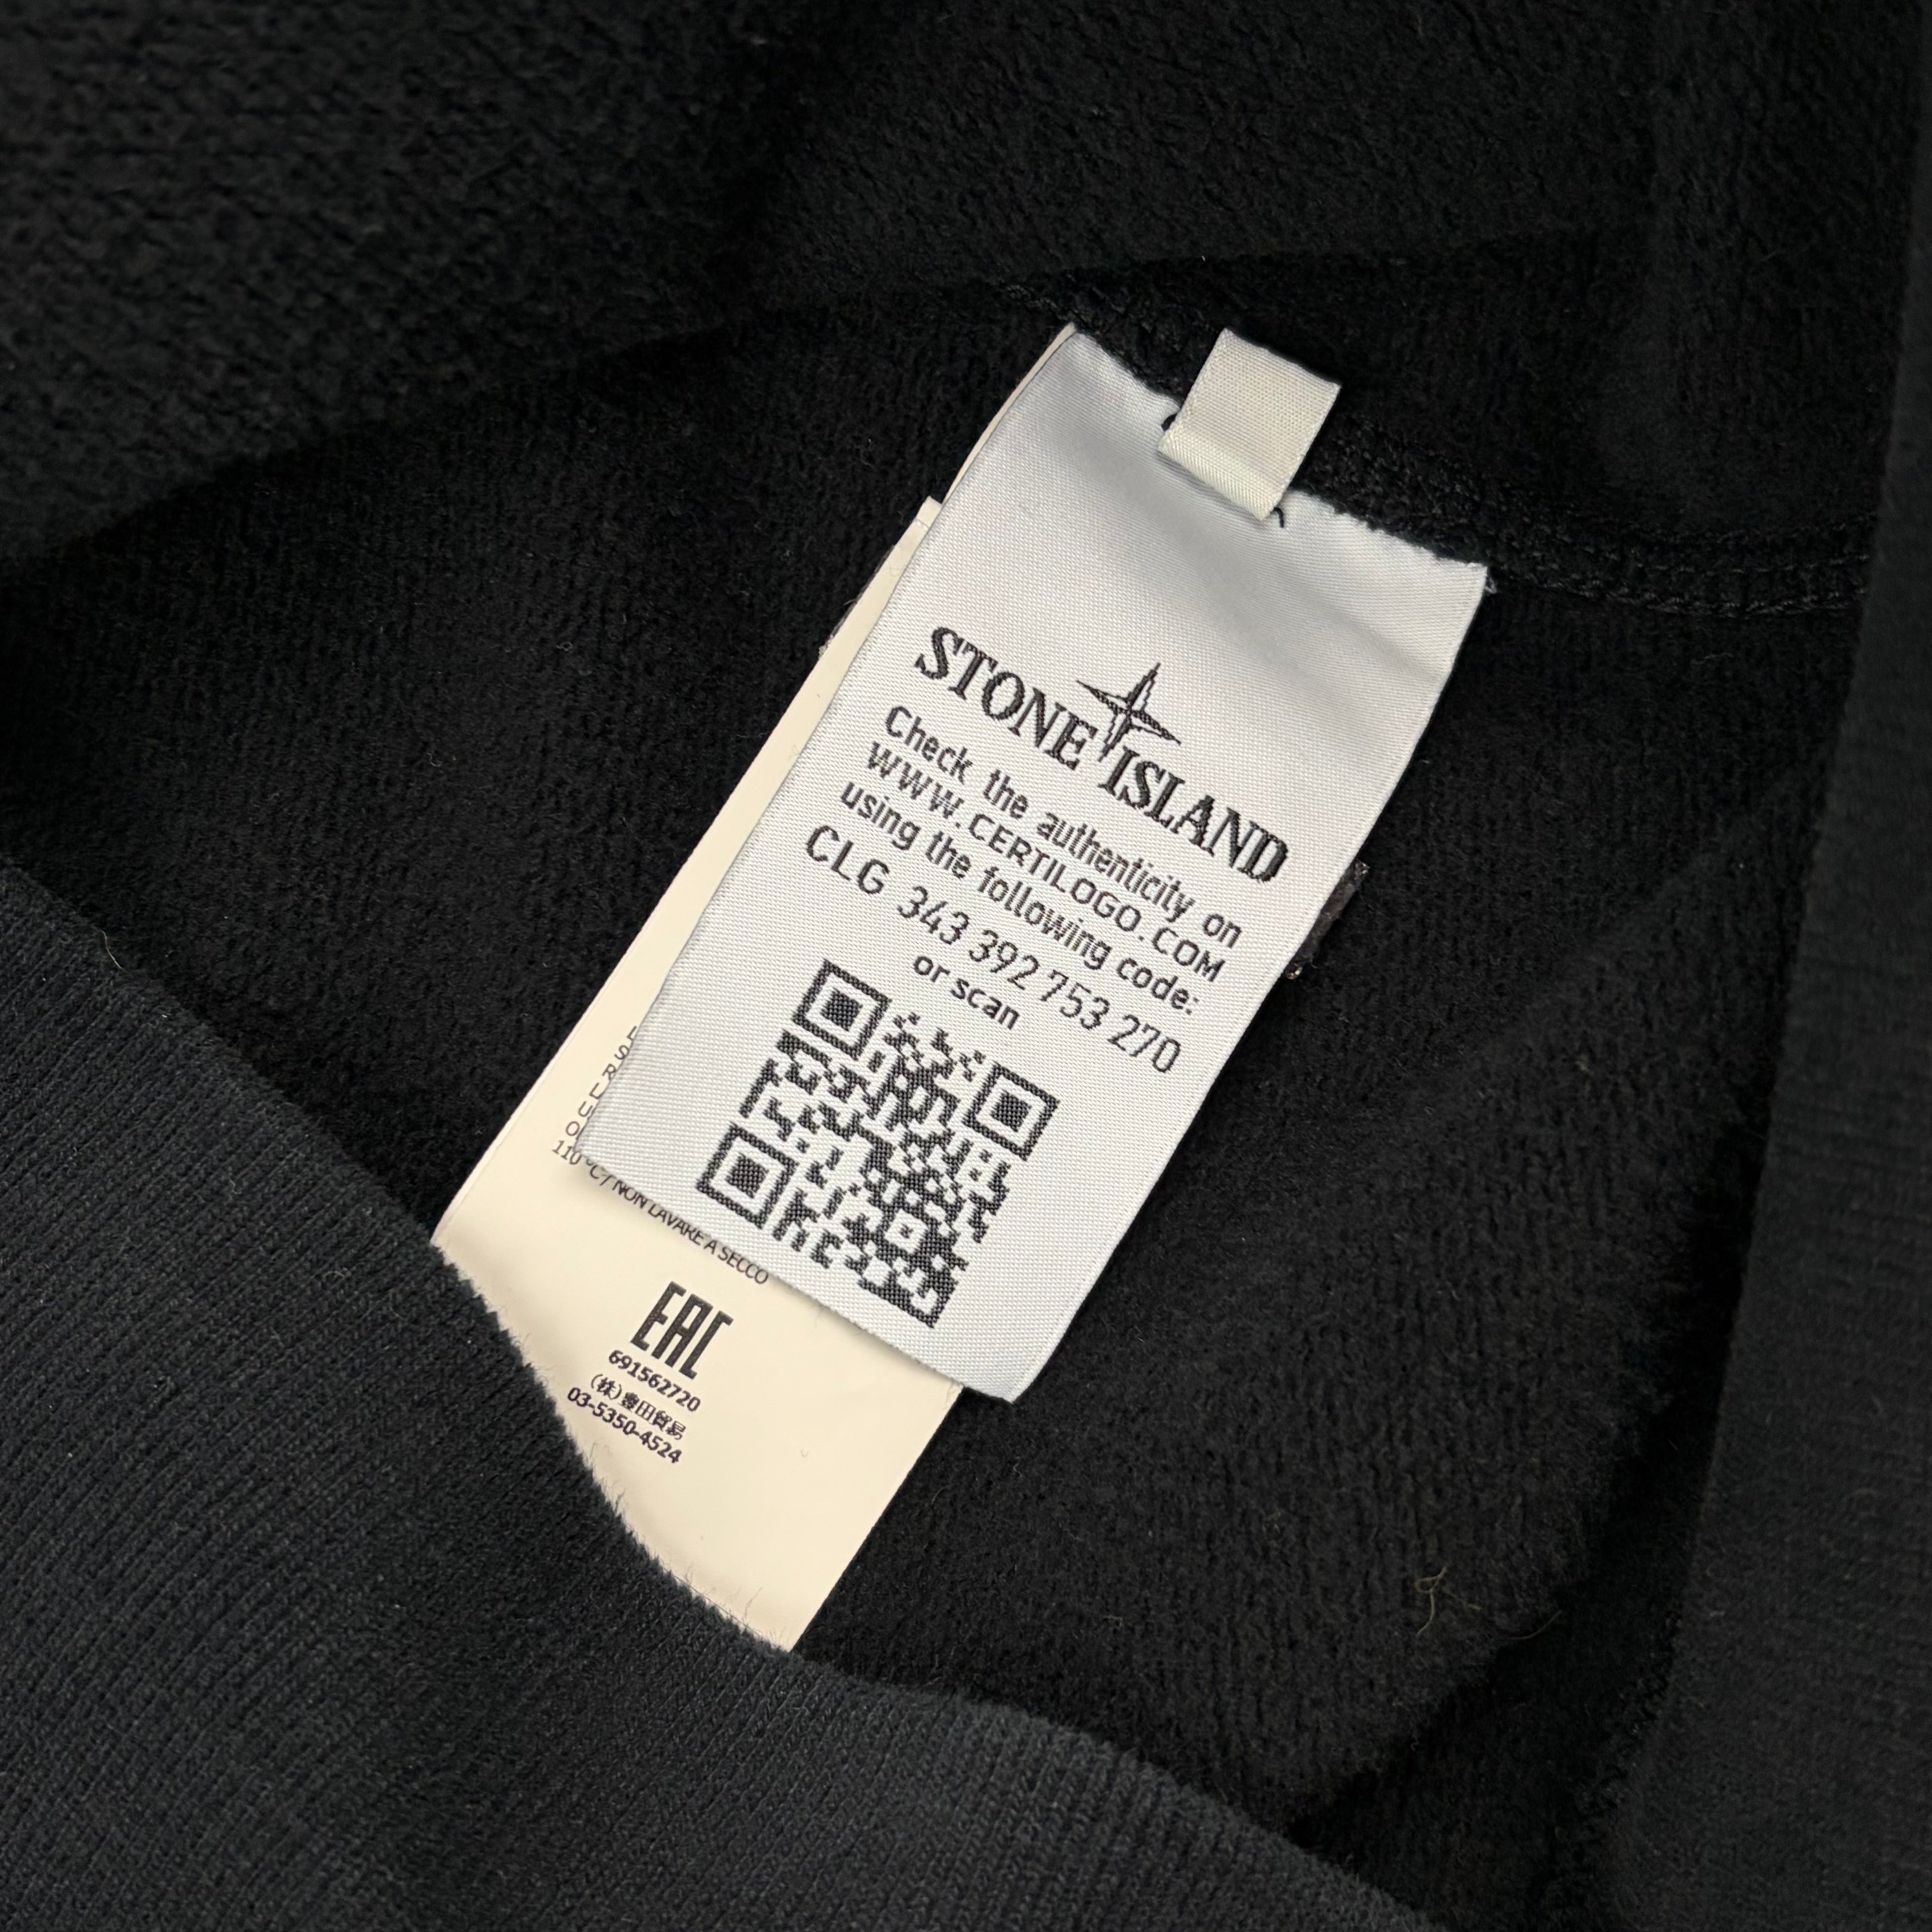 STONE ISLAND
Check the authenticity on
WWW.CERTILOGO.COM
using the following code:
CLG 343 392 753 270
or scan
110 °C / NON LAVARE A SECCO
EAC
691562720
(株)豊田貿易
03-5350-4524